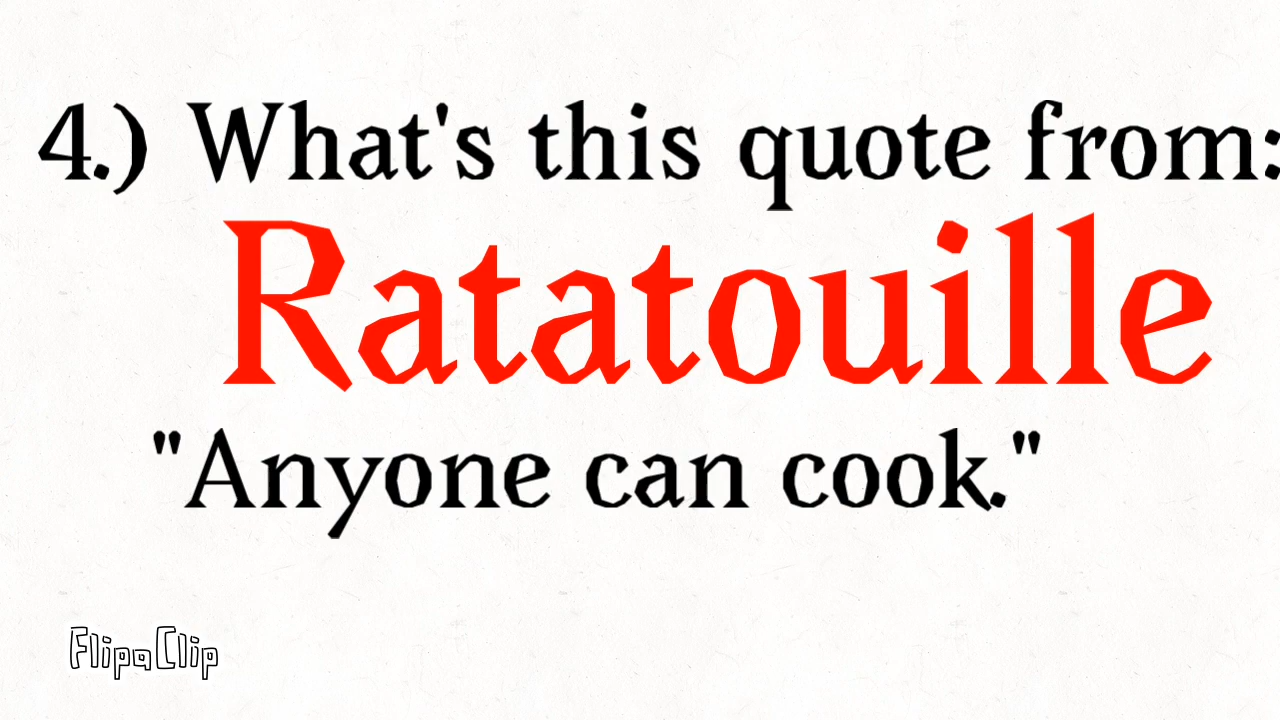 4.) What's this quote from:
Ratatouille
"Anyone can cook."
FlipaClip